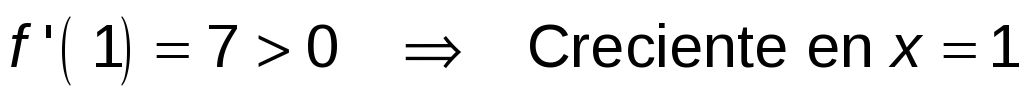 f '( 1) = 7 > 0 ⇒ Creciente en x = 1